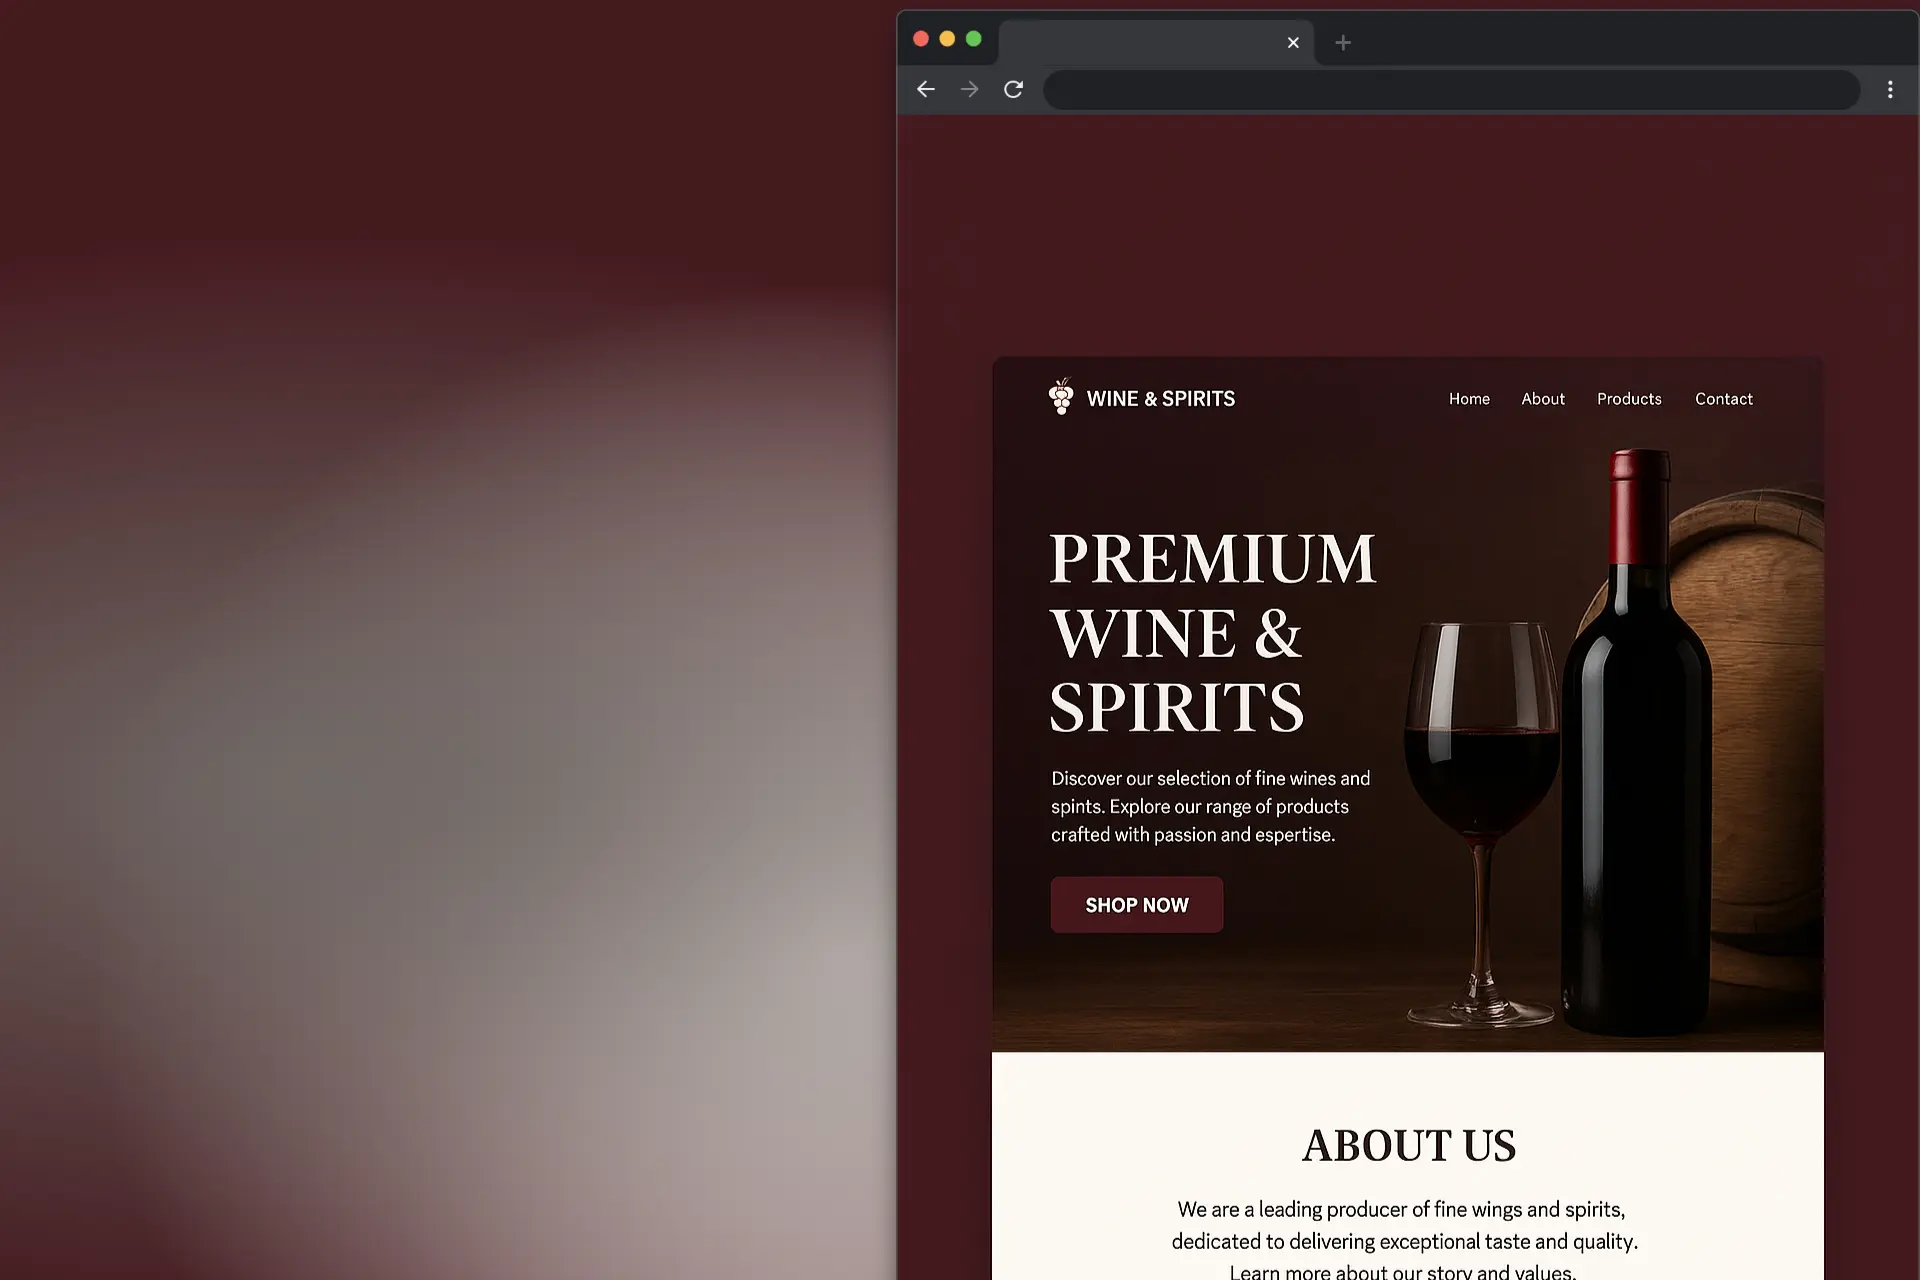 WINE & SPIRITS
Home About Products Contact
PREMIUM
WINE &
SPIRITS
Discover our selection of fine wines and
spints. Explore our range of products
crafted with passion and espertise.
SHOP NOW
ABOUT US
We are a leading producer of fine wings and spirits,
dedicated to delivering exceptional taste and quality.
Learn more about our story and values.